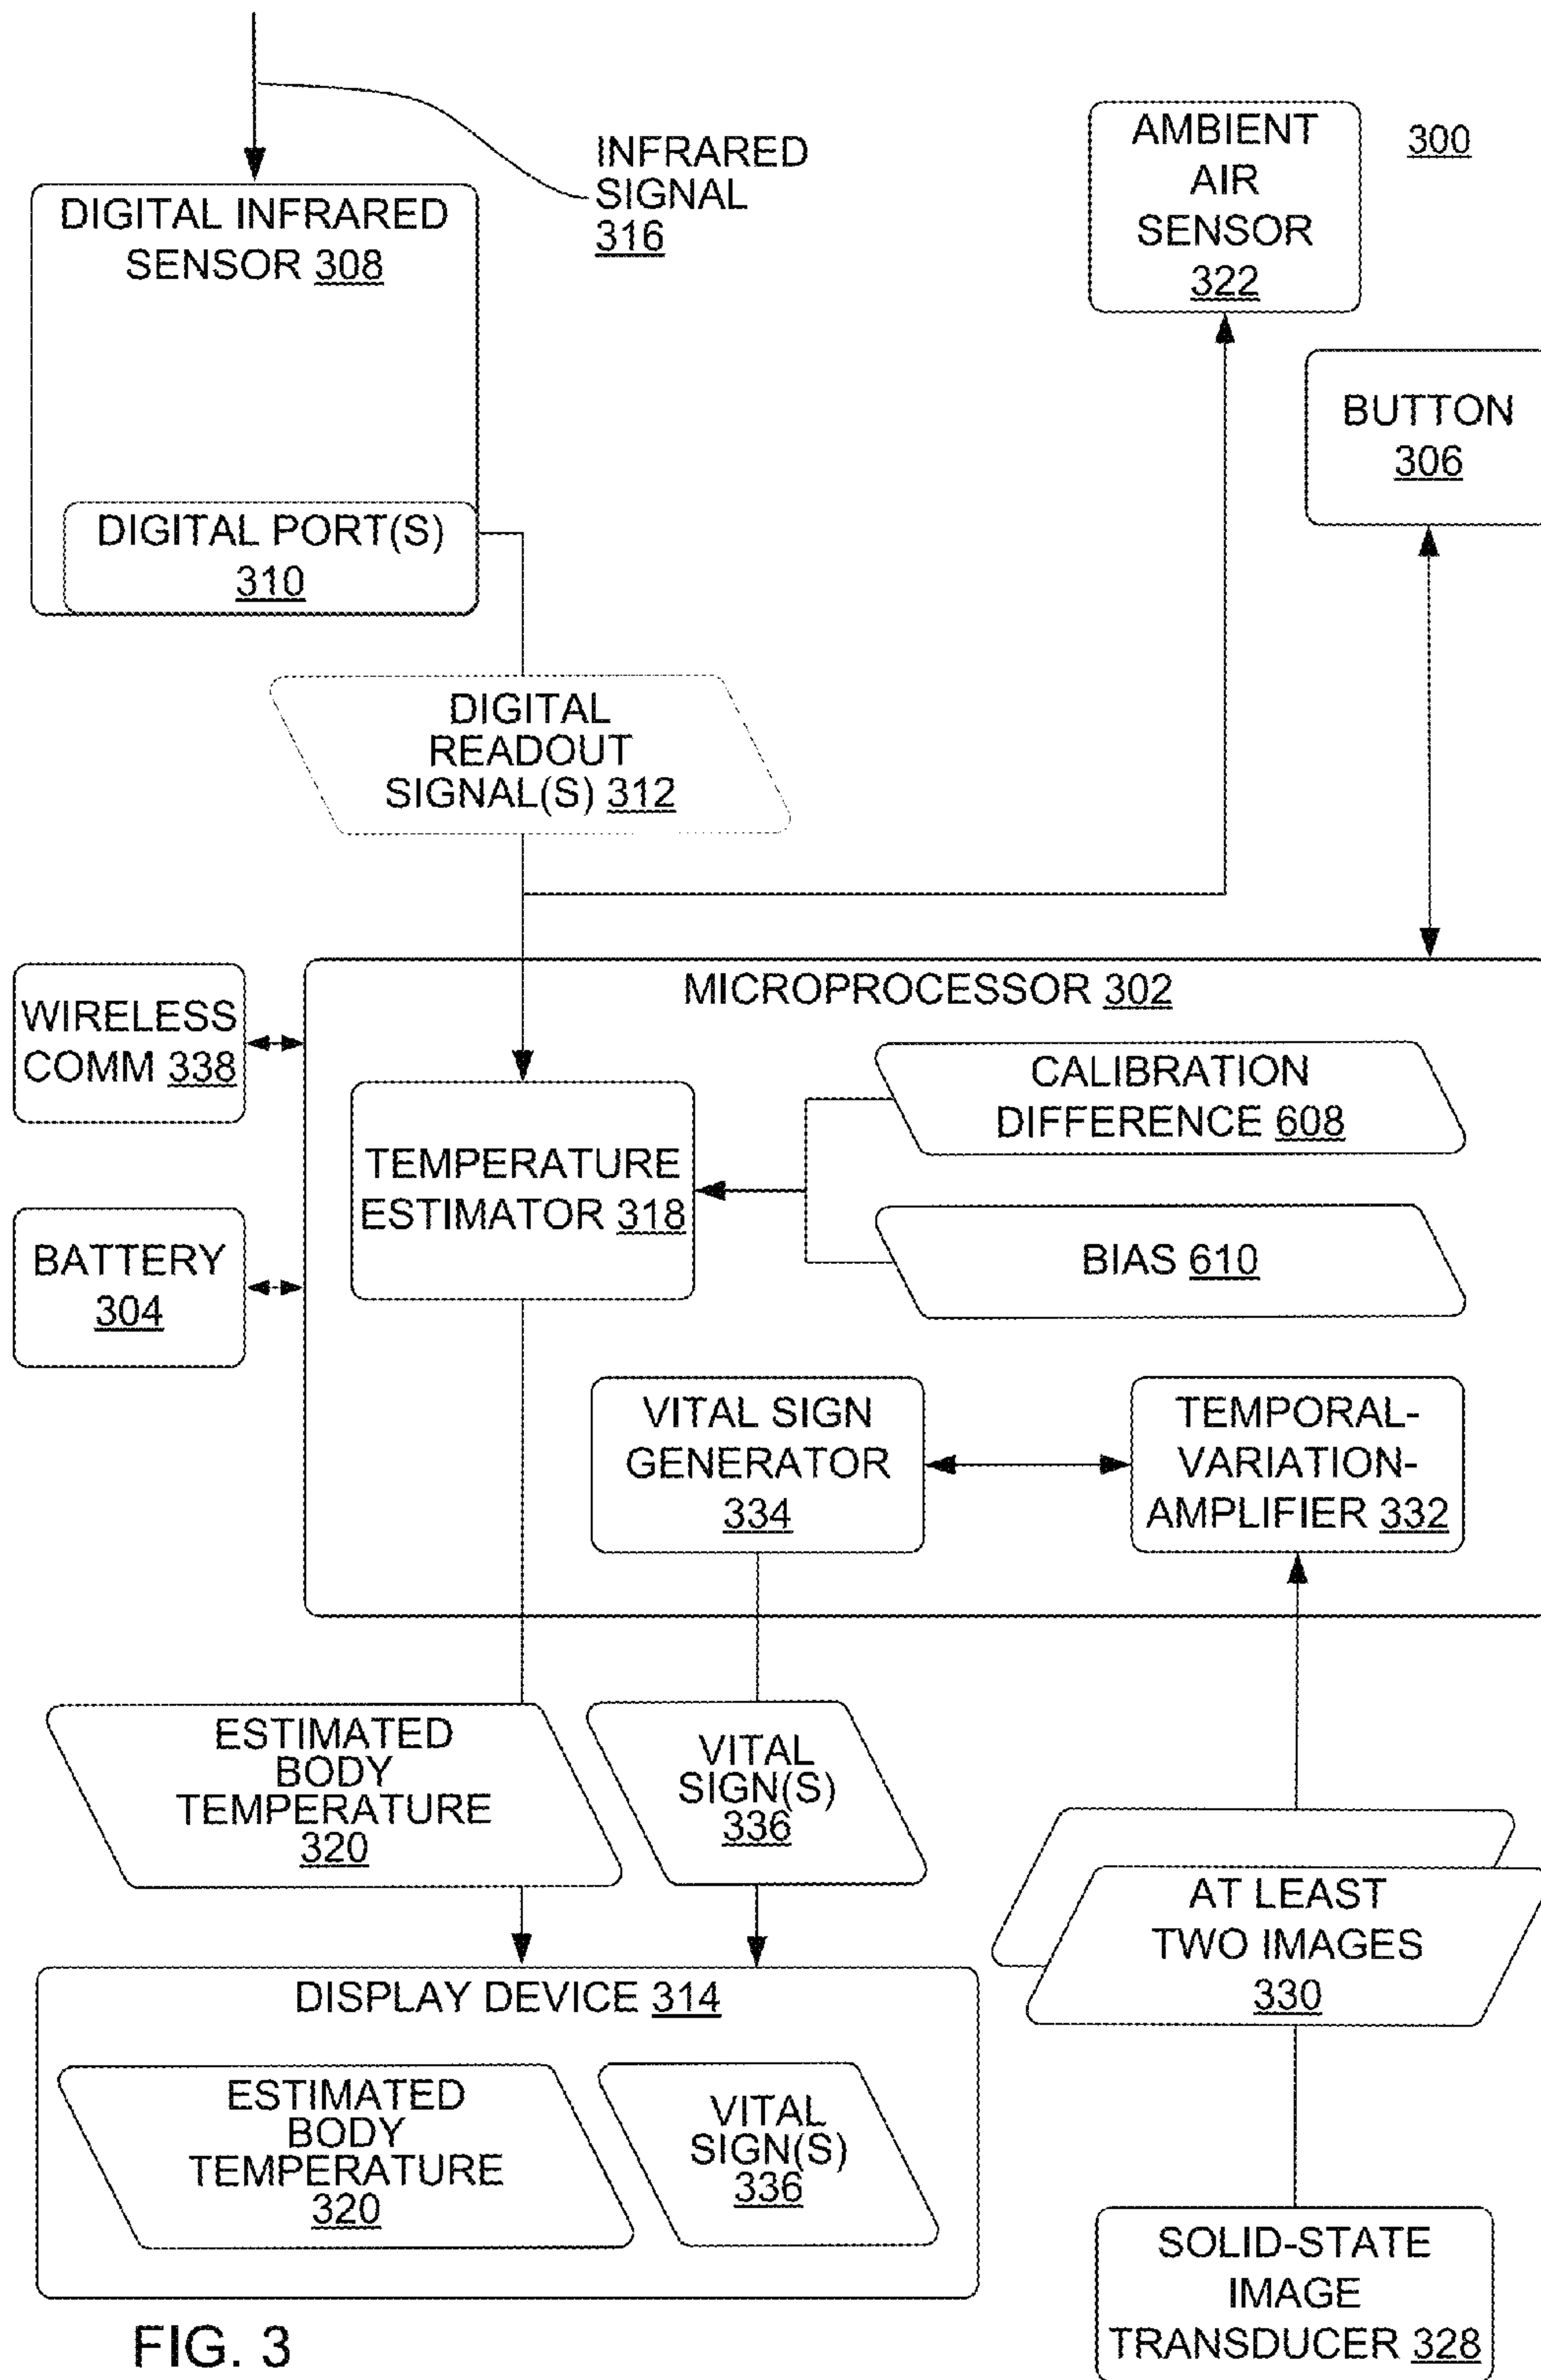 INFRARED
SIGNAL
316
AMBIENT
AIR
SENSOR
322
300
DIGITAL INFRARED
SENSOR 308
BUTTON
306
DIGITAL PORT(S)
310
DIGITAL
READOUT
SIGNAL(S) 312
MICROPROCESSOR 302
WIRELESS
COMM 338
CALIBRATION
DIFFERENCE 608
TEMPERATURE
ESTIMATOR 318
BATTERY
304
BIAS 610
VITAL SIGN
GENERATOR
334
TEMPORAL-
VARIATION-
AMPLIFIER 332
ESTIMATED
BODY
TEMPERATURE
320
VITAL
SIGN(S)
336
AT LEAST
TWO IMAGES
330
DISPLAY DEVICE 314
ESTIMATED
BODY
TEMPERATURE
320
VITAL
SIGN(S)
336
SOLID-STATE
IMAGE
TRANSDUCER 328
FIG. 3